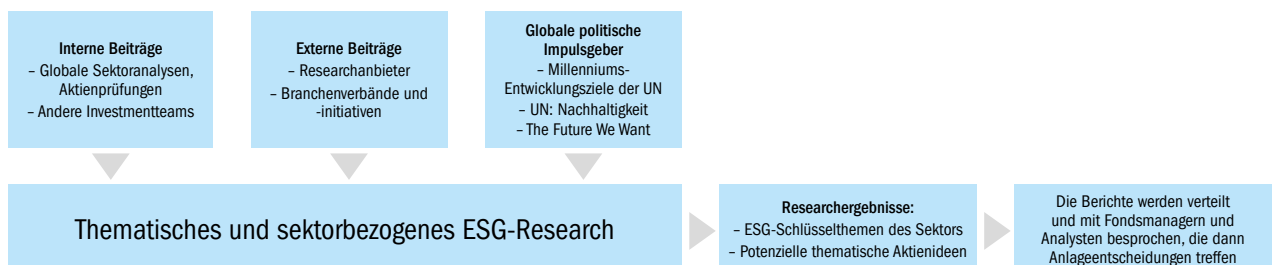 Interne Beiträge
– Globale Sektoranalysen,
Aktienprüfungen
– Andere Investmentteams
Externe Beiträge
– Researchanbieter
– Branchenverbände und
-initiativen
Globale politische
Impulsgeber
– Millenniums-
Entwicklungsziele der UN
– UN: Nachhaltigkeit
– The Future We Want
Thematisches und sektorbezogenes ESG-Research
Researchergebnisse:
– ESG-Schlüsselthemen des Sektors
– Potenzielle thematische Aktienideen
Die Berichte werden verteilt
und mit Fondsmanagern und
Analysten besprochen, die dann
Anlageentscheidungen treffen